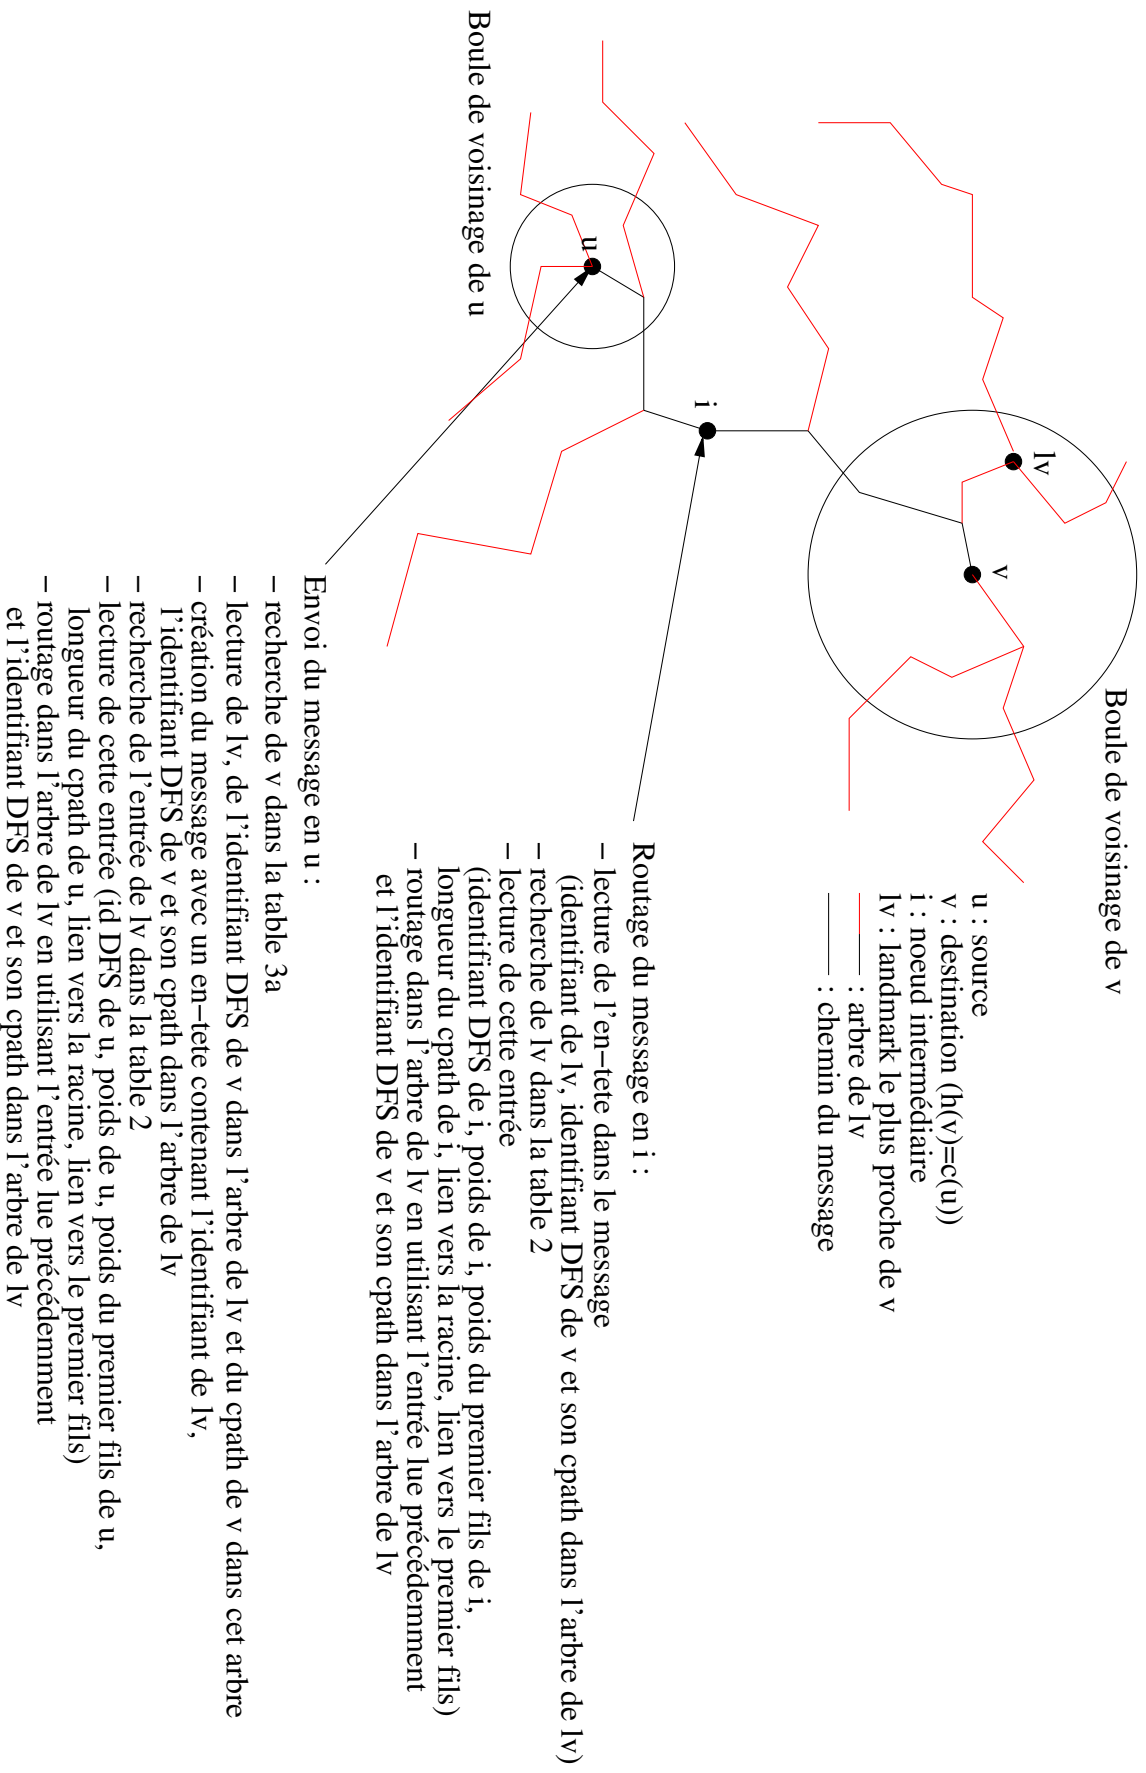 Boule de voisinage de v
u : source
v : destination (h(v)=c(u))
i : noeud intermédiaire
lv : landmark le plus proche de v
: arbre de lv
: chemin du message
lv
v
i
u
Boule de voisinage de u
Routage du message en i :
– lecture de l'en–tete dans le message
(identifiant de lv, identifiant DFS de v et son cpath dans l'arbre de lv)
– recherche de lv dans la table 2
– lecture de cette entrée
(identifiant DFS de i, poids de i, poids du premier fils de i,
longueur du cpath de i, lien vers la racine, lien vers le premier fils)
– routage dans l'arbre de lv en utilisant l'entrée lue précédemment
et l'identifiant DFS de v et son cpath dans l'arbre de lv
Envoi du message en u :
– recherche de v dans la table 3a
– lecture de lv, de l'identifiant DFS de v dans l'arbre de lv et du cpath de v dans cet arbre
– création du message avec un en–tete contenant l'identifiant de lv,
l'identifiant DFS de v et son cpath dans l'arbre de lv
– recherche de l'entrée de lv dans la table 2
– lecture de cette entrée (id DFS de u, poids de u, poids du premier fils de u,
longueur du cpath de u, lien vers la racine, lien vers le premier fils)
– routage dans l'arbre de lv en utilisant l'entrée lue précédemment
et l'identifiant DFS de v et son cpath dans l'arbre de lv